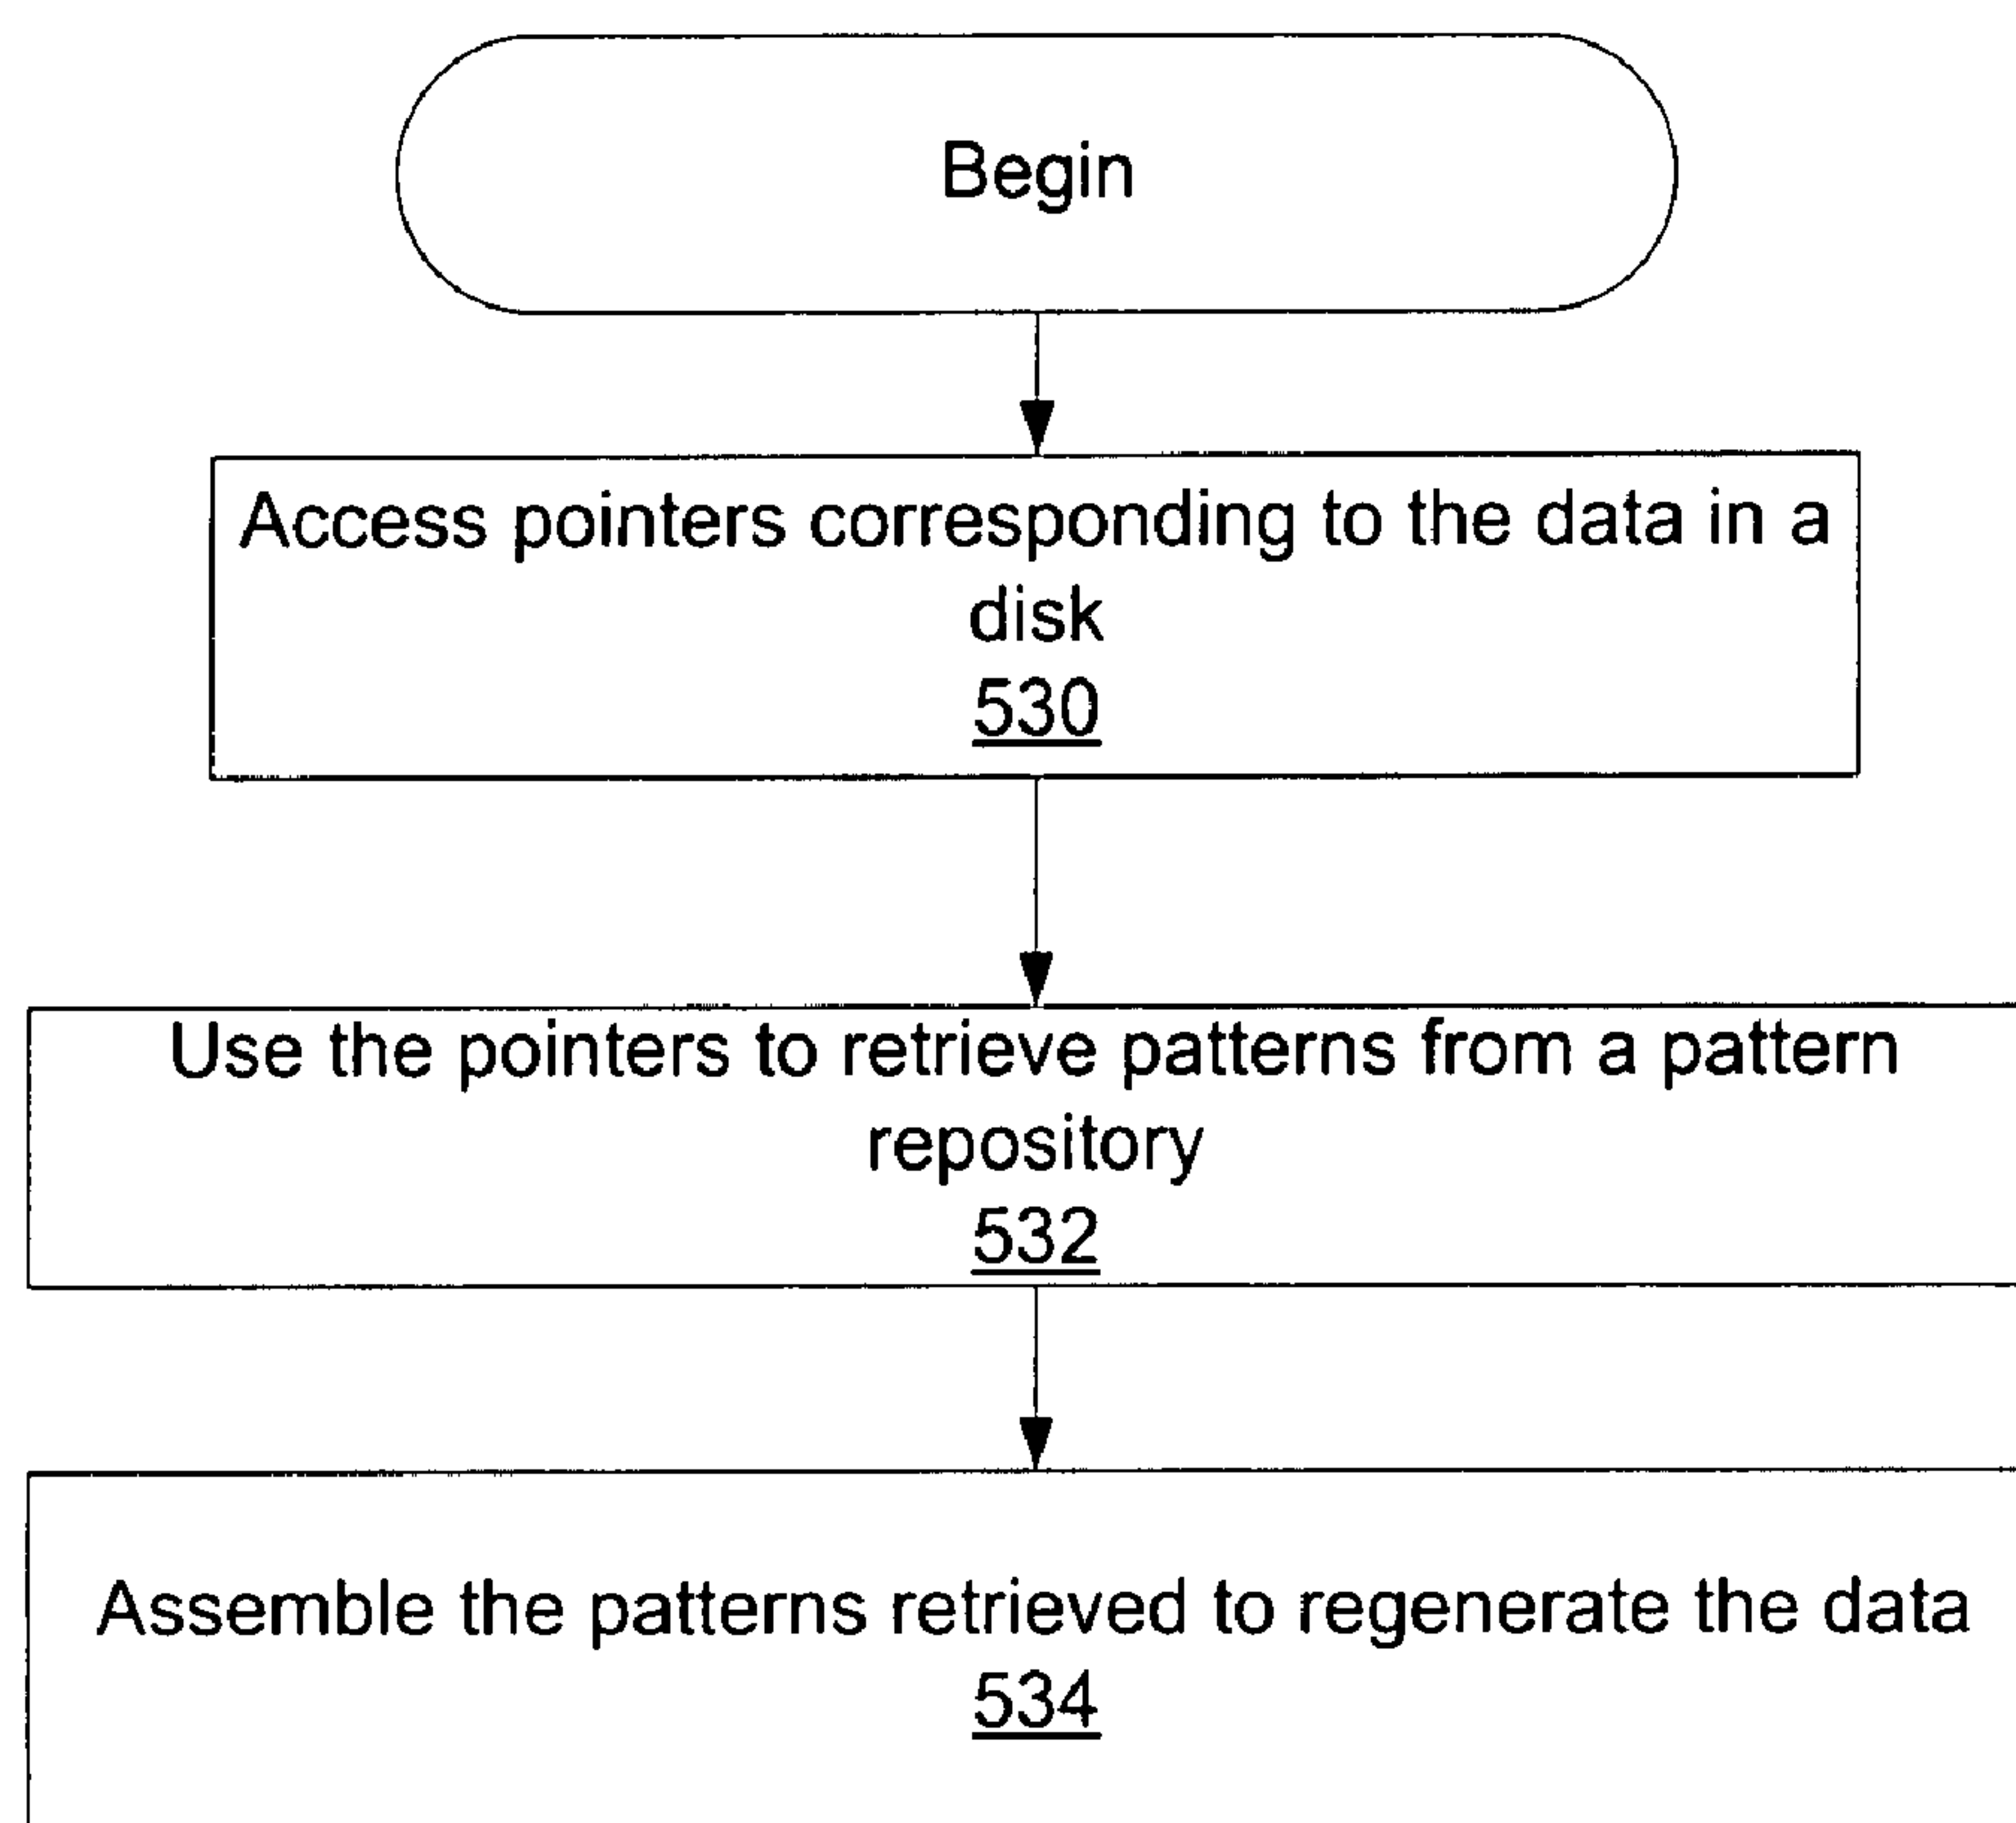 Begin
Access pointers corresponding to the data in a
disk
530
Use the pointers to retrieve patterns from a pattern
repository
532
Assemble the patterns retrieved to regenerate the data
534